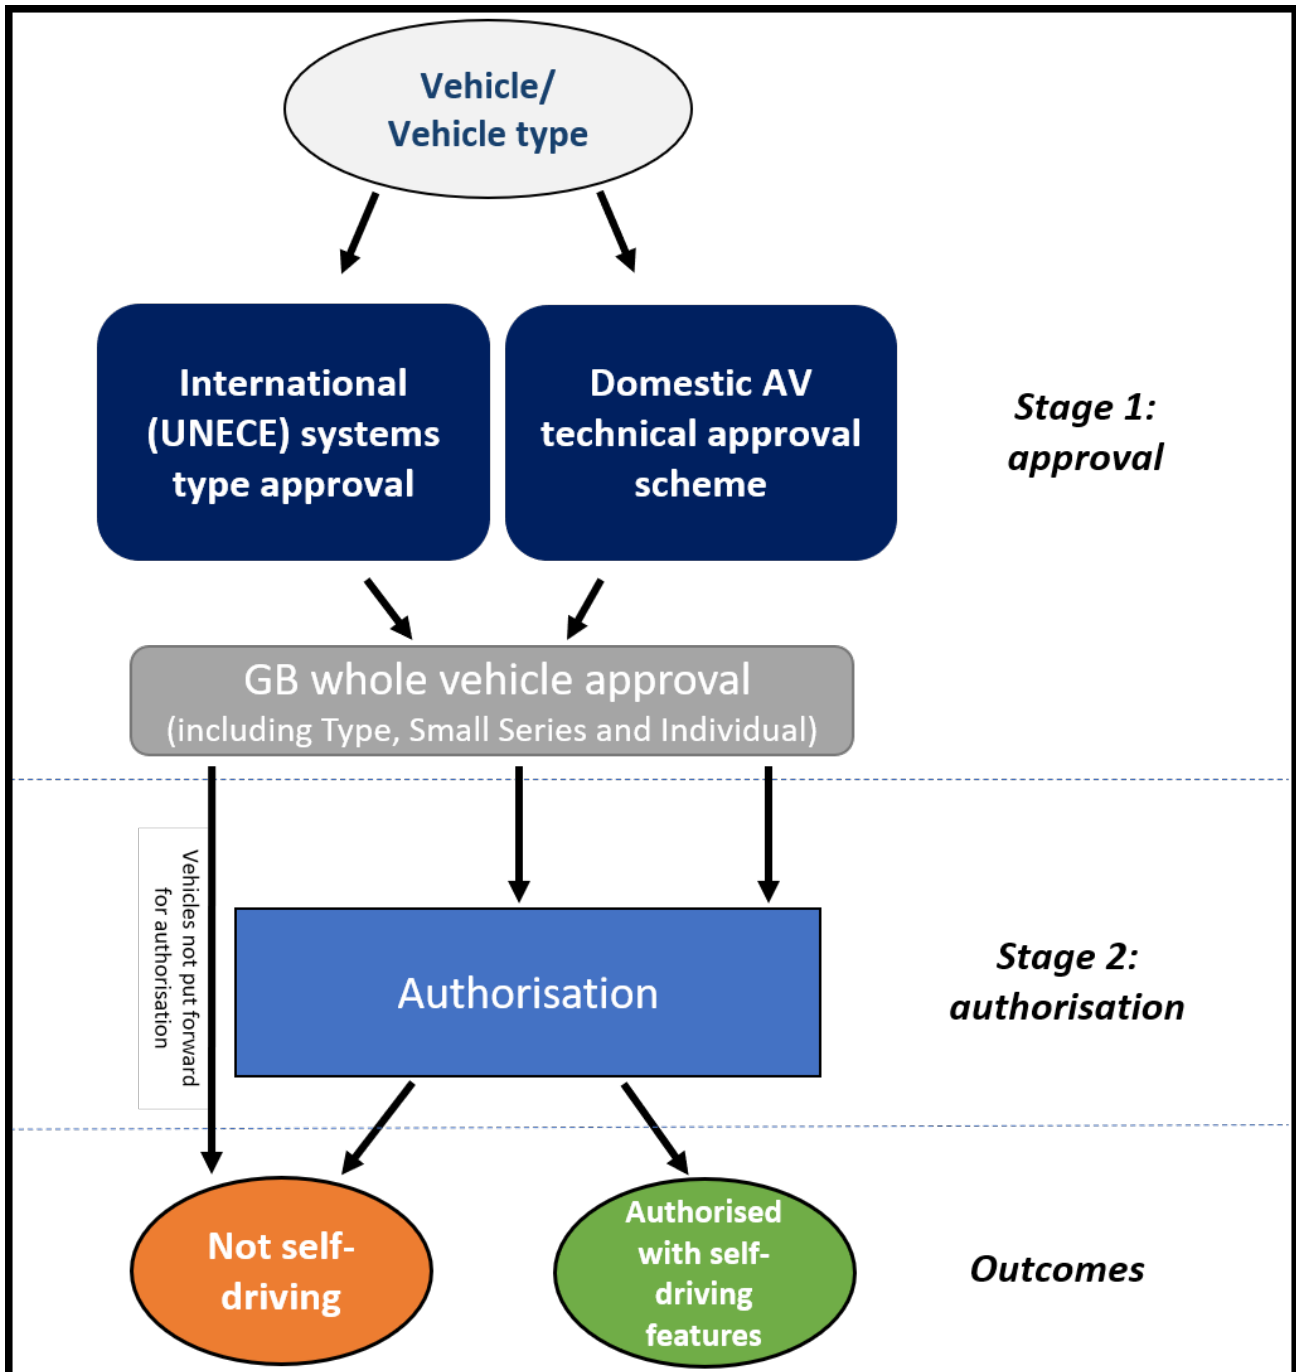 Vehicle/
Vehicle type
International
(UNECE) systems
type approval
Domestic AV
technical approval
scheme
Stage 1:
approval
GB whole vehicle approval
(including Type, Small Series and Individual)
Vehicles not put forward
for authorisation
Authorisation
Stage 2:
authorisation
Not self-
driving
Authorised
with self-
driving
features
Outcomes